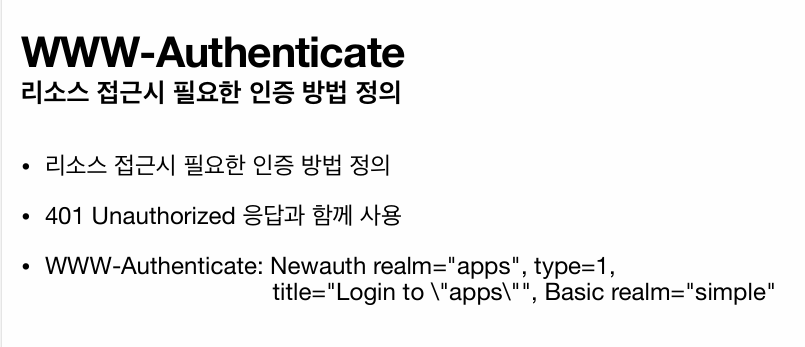 WWW-Authenticate
리소스 접근시 필요한 인증 방법 정의
• 리소스 접근시 필요한 인증 방법 정의
• 401 Unauthorized 응답과 함께 사용
• WWW-Authenticate: Newauth realm="apps", type=1,
title="Login to \"apps\"", Basic realm="simple"